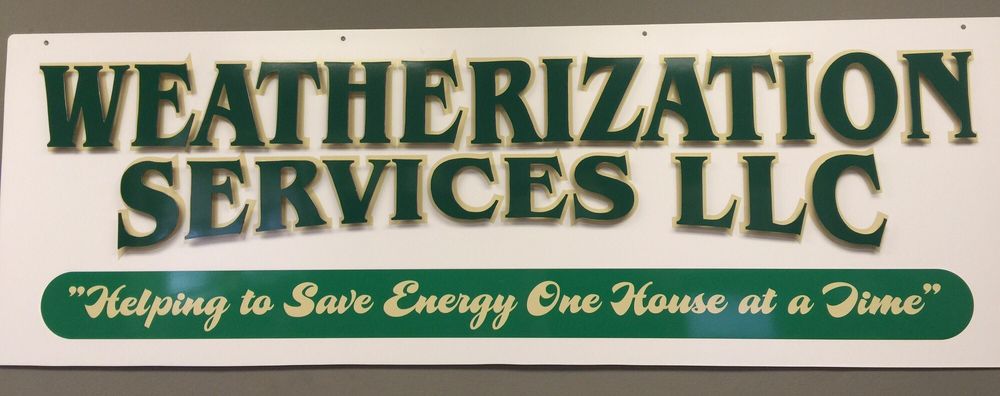 WEATHERIZATION
SERVICES LLC
"Helping to Save Energy One House at a Time"